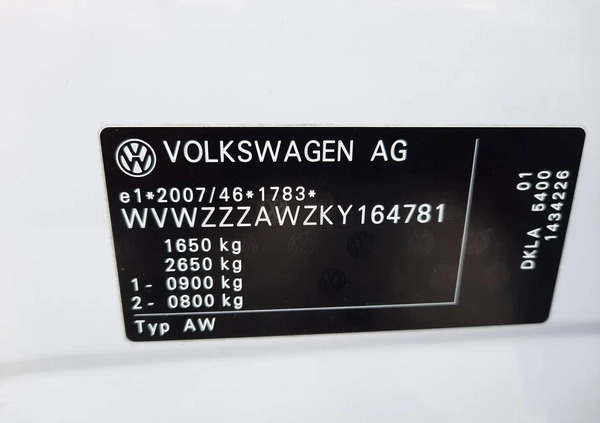 VOLKSWAGEN AG
e1*2007/46*1783*
WVWZZZAWZKY164781
1650 kg
2650 kg
1- 0900 kg
2- 0800 kg
Typ AW
01
DKLA 5400
1434226